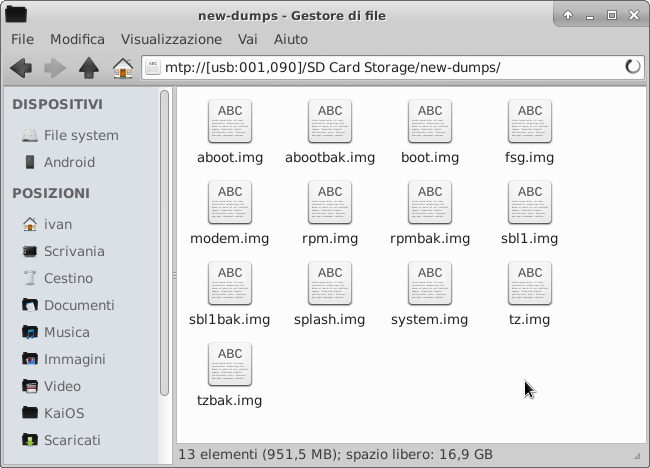 new-dumps - Gestore di file
File Modifica Visualizzazione Vai Aiuto
mtp://[usb:001,090]/SD Card Storage/new-dumps/
DISPOSITIVI
File system
Android
POSIZIONI
ivan
Scrivania
Cestino
Documenti
Musica
Immagini
Video
KaiOS
Scaricati
ABC ABC ABC ABC
aboot.img abootbak.img boot.img fsg.img
ABC ABC ABC ABC
modem.img rpm.img rpmbak.img sbl1.img
ABC ABC ABC ABC
sbl1bak.img splash.img system.img tz.img
ABC
tzbak.img
13 elementi (951,5 MB); spazio libero: 16,9 GB